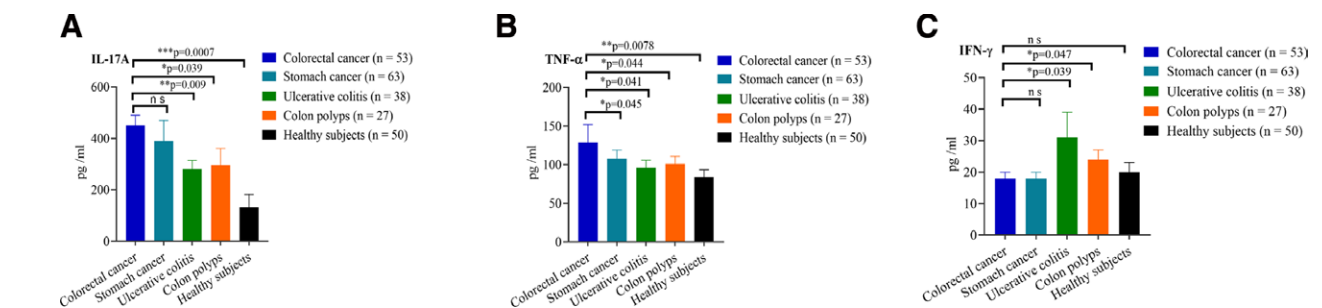 A
IL-17A
***p=0.0007
*p=0.039
**p=0.009
n s
600
400
200
0
pg /ml
Colorectal cancer
Stomach cancer
Ulcerative colitis
Colon polyps
Healthy subjects
Colorectal cancer (n = 53)
Stomach cancer (n = 63)
Ulcerative colitis (n = 38)
Colon polyps (n = 27)
Healthy subjects (n = 50)
B
TNF-α
**p=0.0078
*p=0.044
*p=0.041
*p=0.045
200
150
100
50
0
pg /ml
Colorectal cancer
Stomach cancer
Ulcerative colitis
Colon polyps
Healthy subjects
Colorectal cancer (n = 53)
Stomach cancer (n = 63)
Ulcerative colitis (n = 38)
Colon polyps (n = 27)
Healthy subjects (n = 50)
C
IFN-γ
n s
*p=0.047
*p=0.039
n s
50
40
30
20
10
0
pg /ml
Colorectal cancer
Stomach cancer
Ulcerative colitis
Colon polyps
Healthy subjects
Colorectal cancer (n = 53)
Stomach cancer (n = 63)
Ulcerative colitis (n = 38)
Colon polyps (n = 27)
Healthy subjects (n = 50)